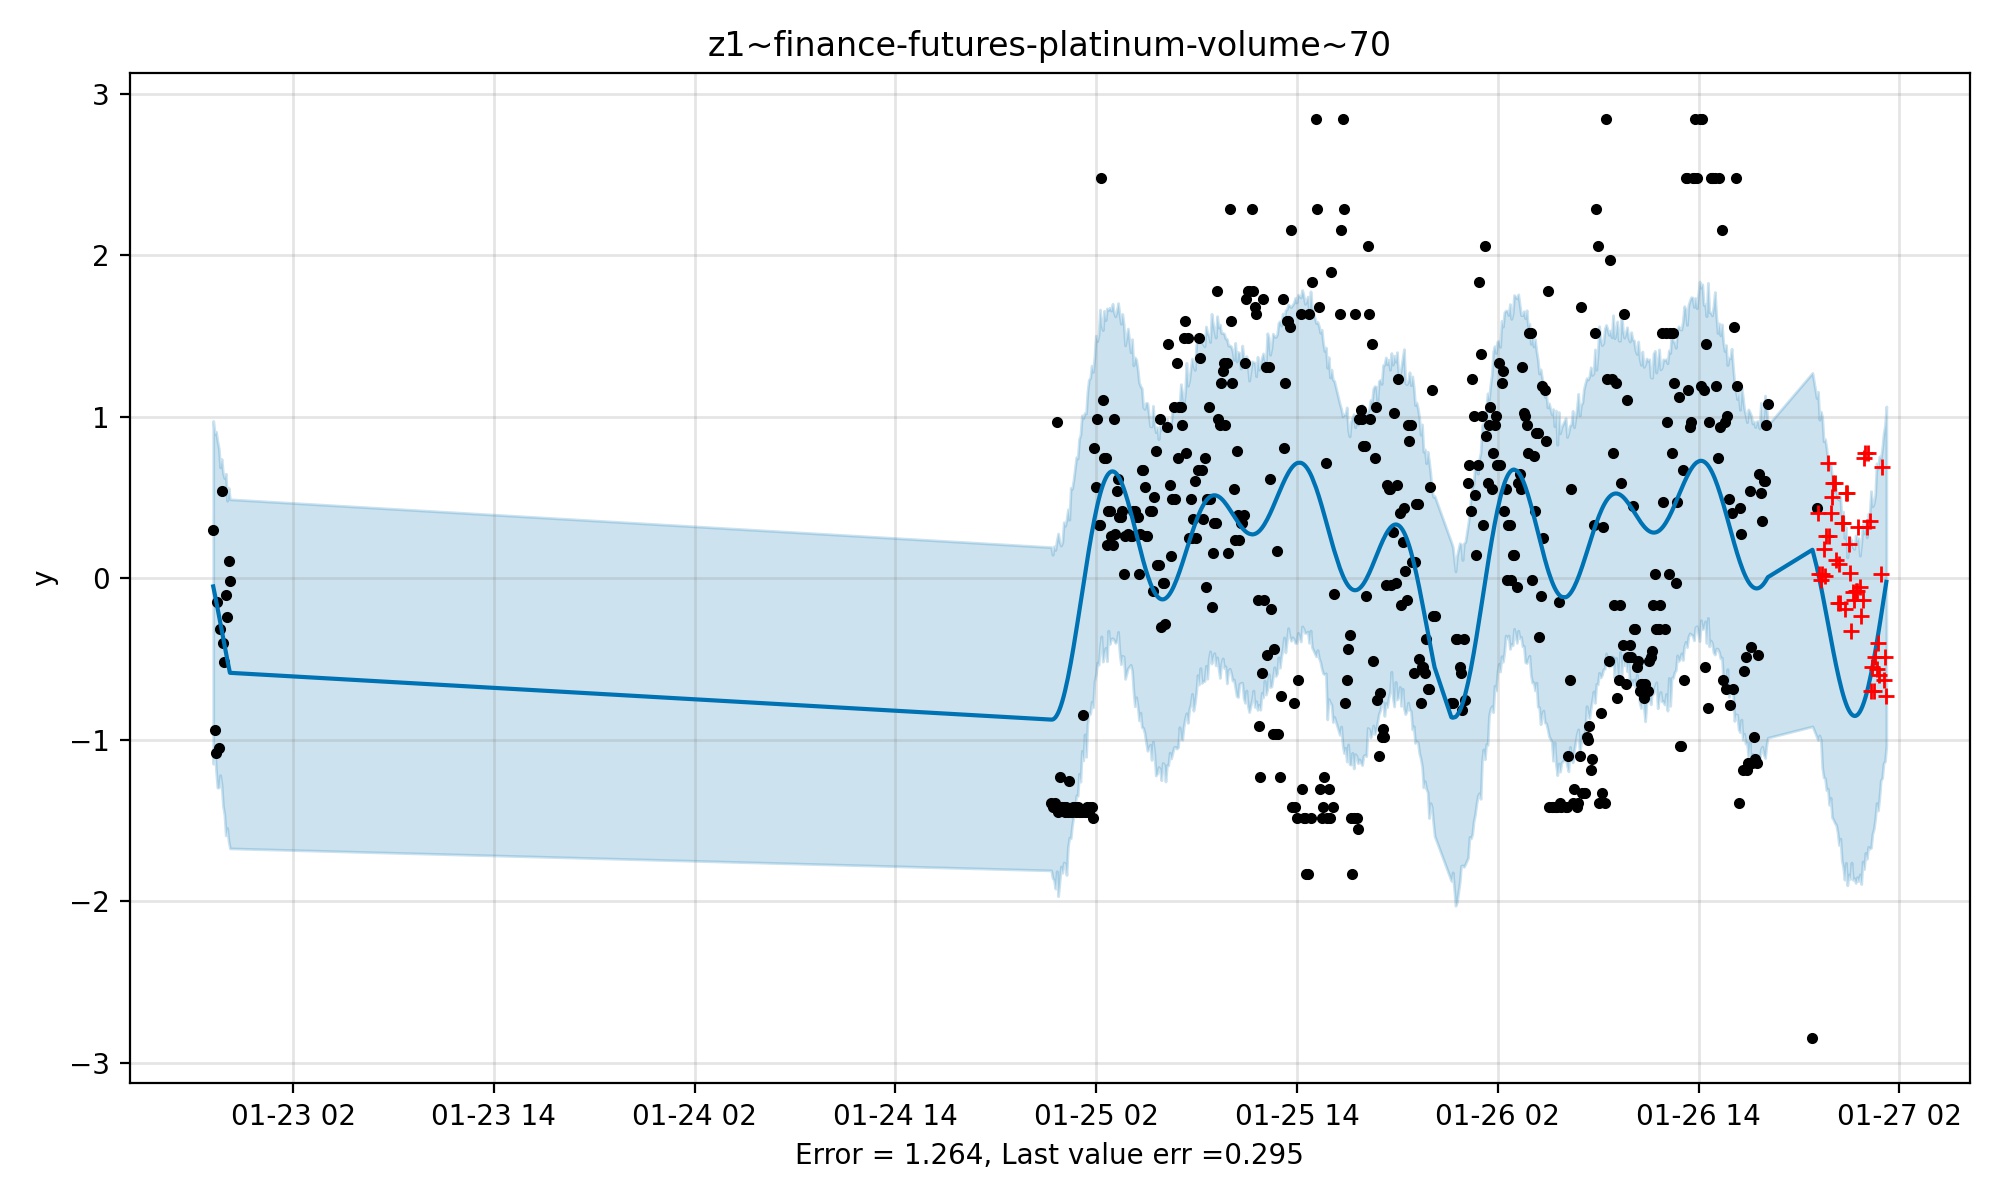 z1~finance-futures-platinum-volume~70
3
2
1
0
−1
−2
−3
y
01-23 02 01-23 14 01-24 02 01-24 14 01-25 02 01-25 14 01-26 02 01-26 14 01-27 02
Error = 1.264, Last value err =0.295